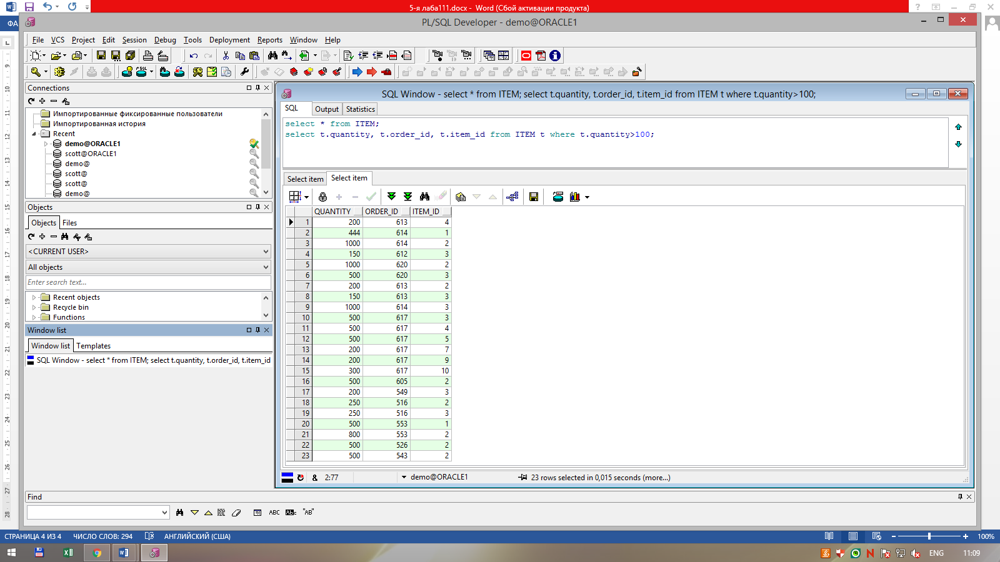 5-я лаба111.docx - Word (Сбой активации продукта)
ФА
PL/SQL Developer - demo@ORACLE1
File VCS Project Edit Session Debug Tools Deployment Reports Window Help
Connections
Импортированные фиксированные пользователи
Импортированная история
Recent
demo@ORACLE1
scott@ORACLE1
demo@
scott@
scott@
demo@
Objects
Objects Files
<CURRENT USER>
All objects
Enter search text...
Recent objects
Recycle bin
Functions
Window list
Window list Templates
SQL Window - select * from ITEM; select t.quantity, t.order_id, t.item_id
SQL Window - select * from ITEM; select t.quantity, t.order_id, t.item_id from ITEM t where t.quantity>100;
SQL Output Statistics
select * from ITEM;
select t.quantity, t.order_id, t.item_id from ITEM t where t.quantity>100;
Select item Select item
QUANTITY ORDER_ID ITEM_ID
1 200 613 4
2 444 614 1
3 1000 614 2
4 150 612 3
5 1000 620 2
6 500 620 3
7 200 613 2
8 150 613 3
9 1000 614 3
10 500 617 3
11 500 617 4
12 500 617 5
13 200 617 7
14 200 617 9
15 300 617 10
16 500 605 2
17 200 549 3
18 250 516 2
19 250 516 3
20 500 553 1
21 800 553 2
22 500 526 2
23 500 543 2
& 2:77 demo@ORACLE1 23 rows selected in 0,015 seconds (more...)
Find
ABC "AB"
СТРАНИЦА 4 ИЗ 4 ЧИСЛО СЛОВ: 294 АНГЛИЙСКИЙ (США) 100%
ENG 11:09